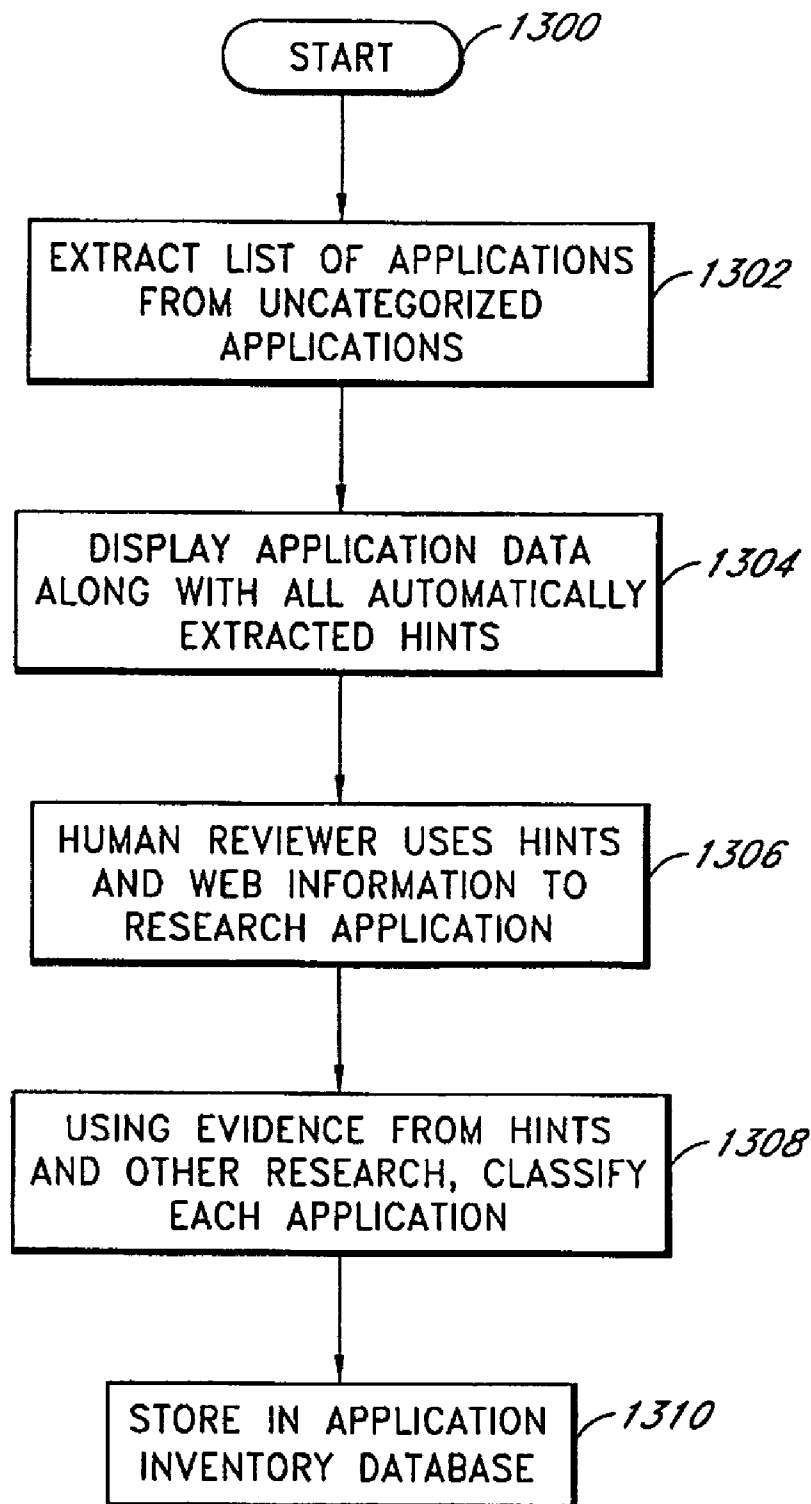 START
1300
EXTRACT LIST OF APPLICATIONS
FROM UNCATEGORIZED
APPLICATIONS
1302
DISPLAY APPLICATION DATA
ALONG WITH ALL AUTOMATICALLY
EXTRACTED HINTS
1304
HUMAN REVIEWER USES HINTS
AND WEB INFORMATION TO
RESEARCH APPLICATION
1306
USING EVIDENCE FROM HINTS
AND OTHER RESEARCH, CLASSIFY
EACH APPLICATION
1308
STORE IN APPLICATION
INVENTORY DATABASE
1310